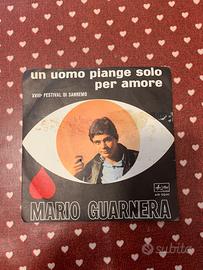 un uomo piange solo
per amore
XVIII° FESTIVAL DI SANREMO
MARIO GUARNERA
subito